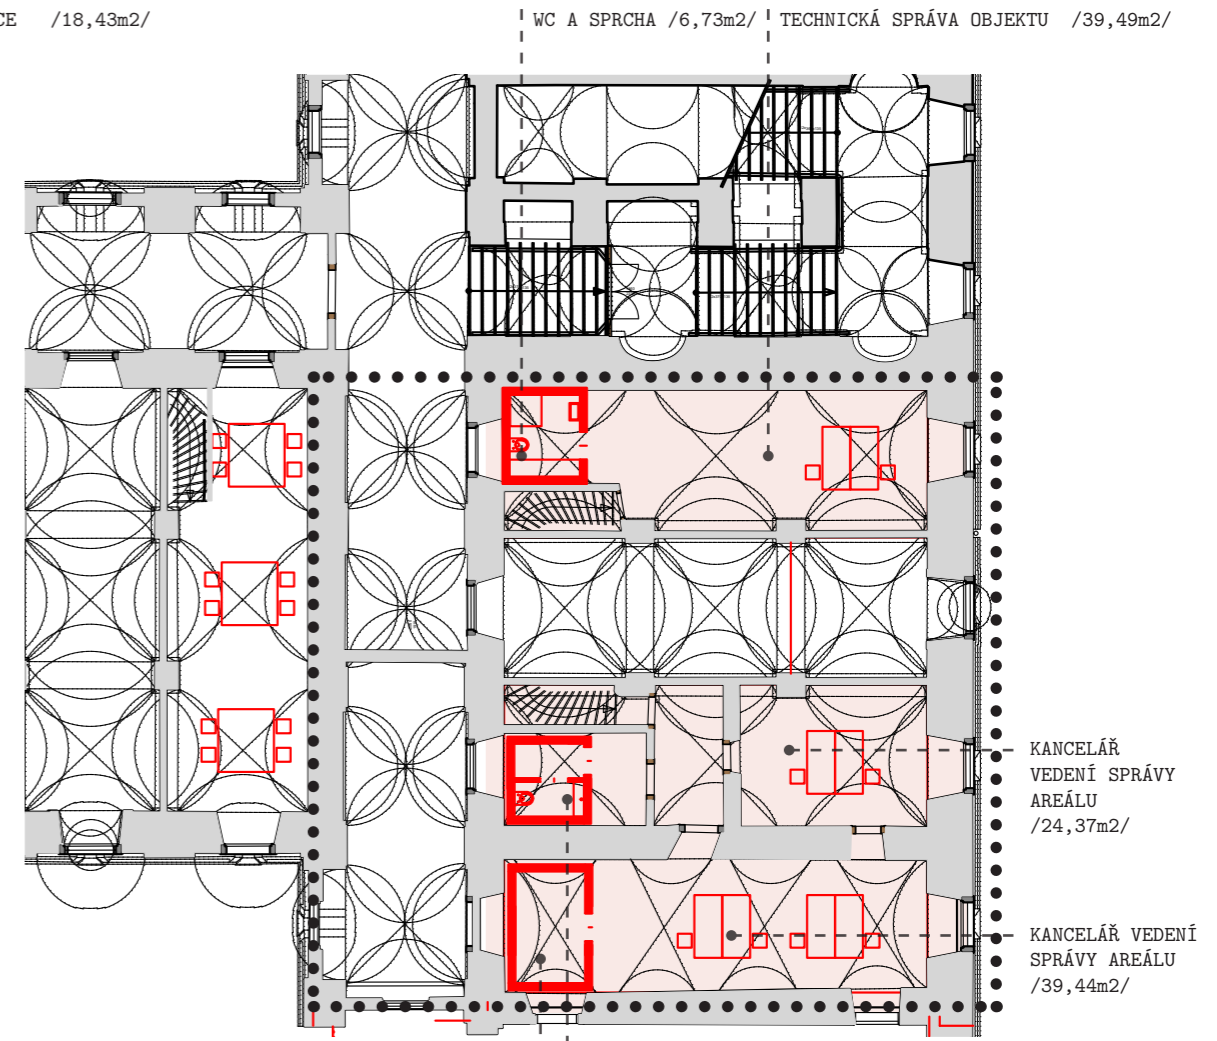 CE /18,43m2/
WC A SPRCHA /6,73m2/
TECHNICKÁ SPRÁVA OBJEKTU /39,49m2/
KANCELÁŘ
VEDENÍ SPRÁVY
AREÁLU
/24,37m2/
KANCELÁŘ VEDENÍ
SPRÁVY AREÁLU
/39,44m2/